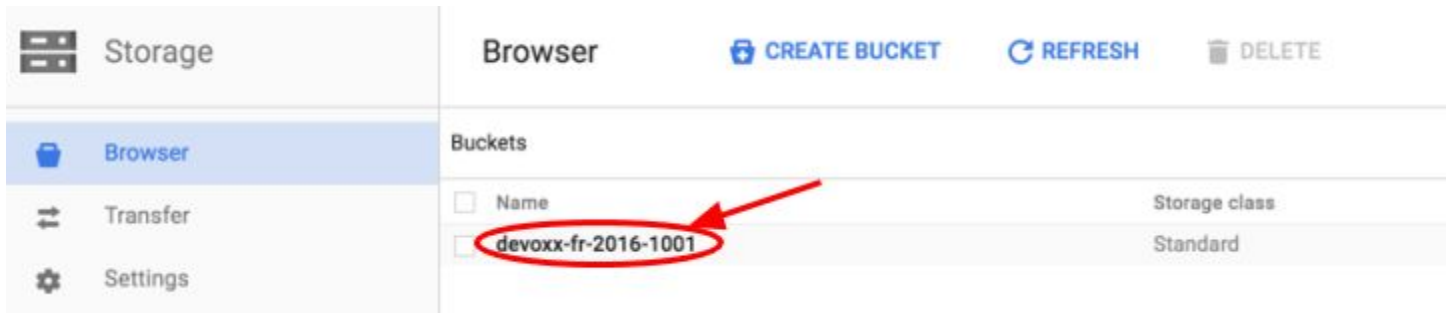 Storage
Browser CREATE BUCKET REFRESH DELETE
Browser
Transfer
Settings
Buckets
Name Storage class
devoxx-fr-2016-1001 Standard